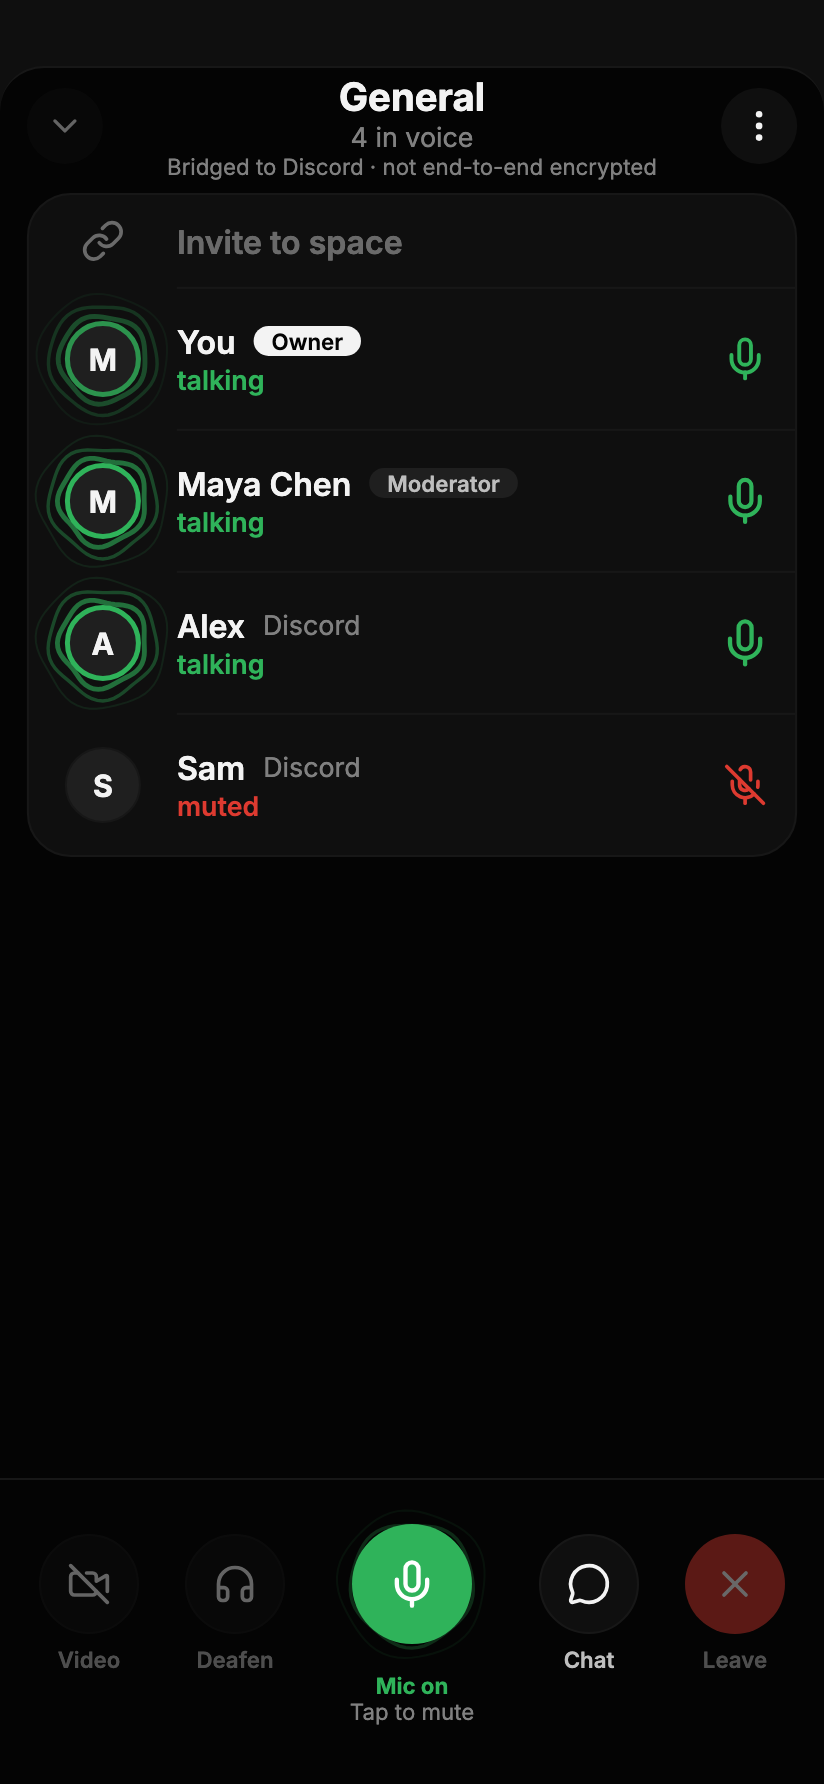 General
4 in voice
Bridged to Discord · not end-to-end encrypted
Invite to space
M
You Owner
talking
M
Maya Chen Moderator
talking
A
Alex Discord
talking
S
Sam Discord
muted
Video
Deafen
Mic on
Tap to mute
Chat
Leave